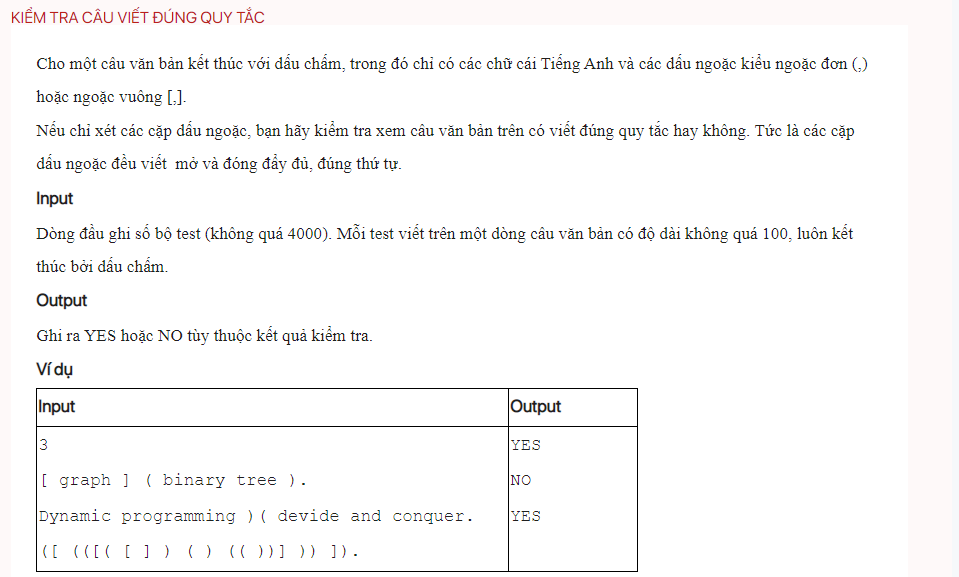 KIỂM TRA CÂU VIẾT ĐÚNG QUY TẮC
Cho một câu văn bản kết thúc với dấu chấm, trong đó chỉ có các chữ cái Tiếng Anh và các dấu ngoặc kiểu ngoặc đơn (,)
hoặc ngoặc vuông [,].
Nếu chỉ xét các cặp dấu ngoặc, bạn hãy kiểm tra xem câu văn bản trên có viết đúng quy tắc hay không. Tức là các cặp
dấu ngoặc đều viết mở và đóng đầy đủ, đúng thứ tự.
Input
Dòng đầu ghi số bộ test (không quá 4000). Mỗi test viết trên một dòng câu văn bản có độ dài không quá 100, luôn kết
thúc bởi dấu chấm.
Output
Ghi ra YES hoặc NO tùy thuộc kết quả kiểm tra.
Ví dụ
Input Output
3 YES
[ graph ] ( binary tree ). NO
Dynamic programming )( devide and conquer. YES
([ (([( [ ] ) ( ) (( ))] )) ]).